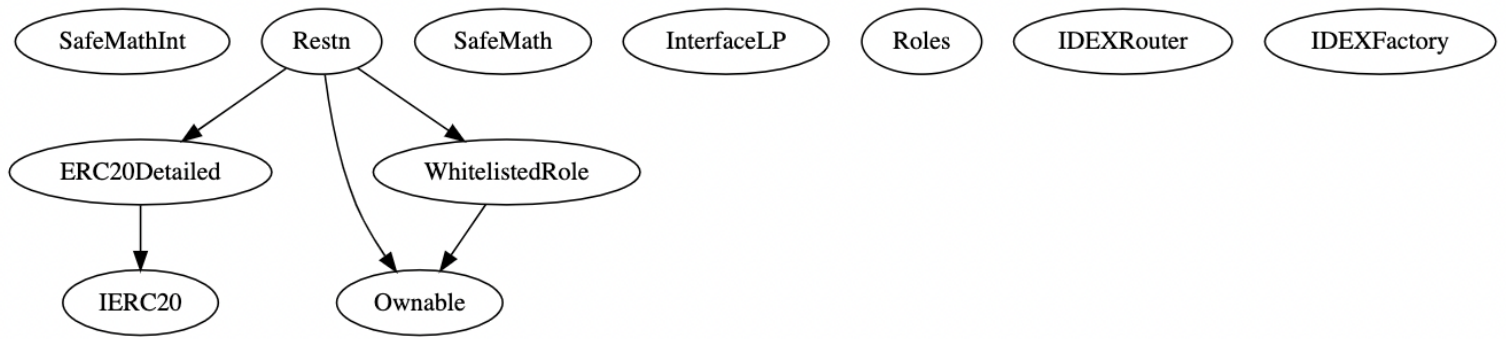 SafeMathInt
Restn
SafeMath
InterfaceLP
Roles
IDEXRouter
IDEXFactory
ERC20Detailed
WhitelistedRole
IERC20
Ownable